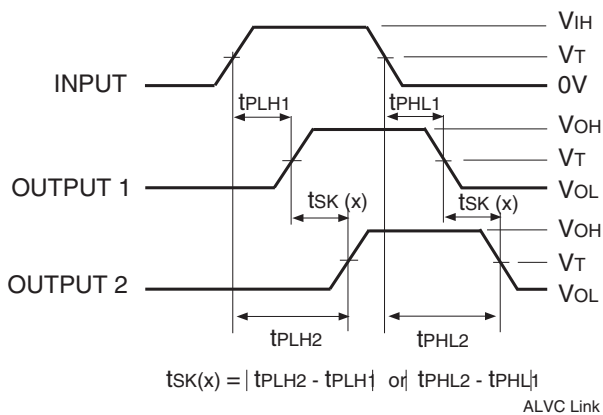 VIH
VT
INPUT
0V
tPLH1
tPHL1
VOH
VT
OUTPUT 1
VOL
tSK (x)
tSK (x)
VOH
VT
OUTPUT 2
VOL
tPLH2
tPHL2
tSK(x) = | tPLH2 - tPLH1| or | tPHL2 - tPHL1|
ALVC Link